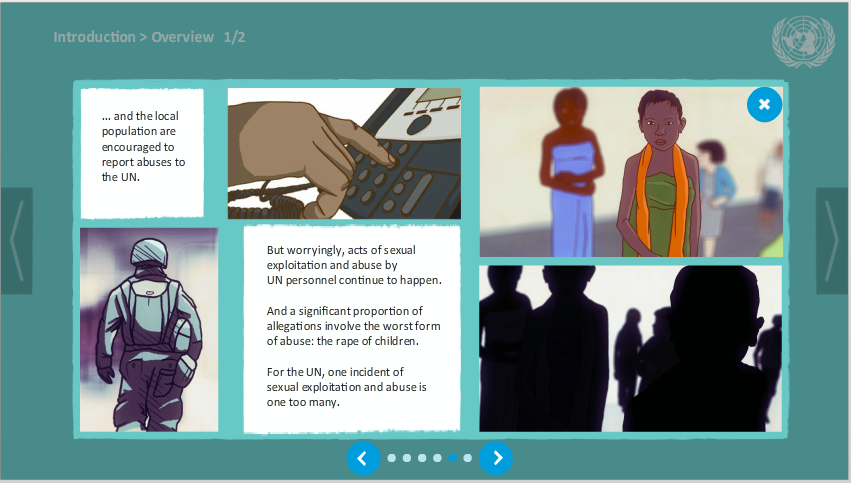 Introduction > Overview 1/2
... and the local
population are
encouraged to
report abuses to
the UN.
But worryingly, acts of sexual
exploitation and abuse by
UN personnel continue to happen.
And a significant proportion of
allegations involve the worst form
of abuse: the rape of children.
For the UN, one incident of
sexual exploitation and abuse is
one too many.